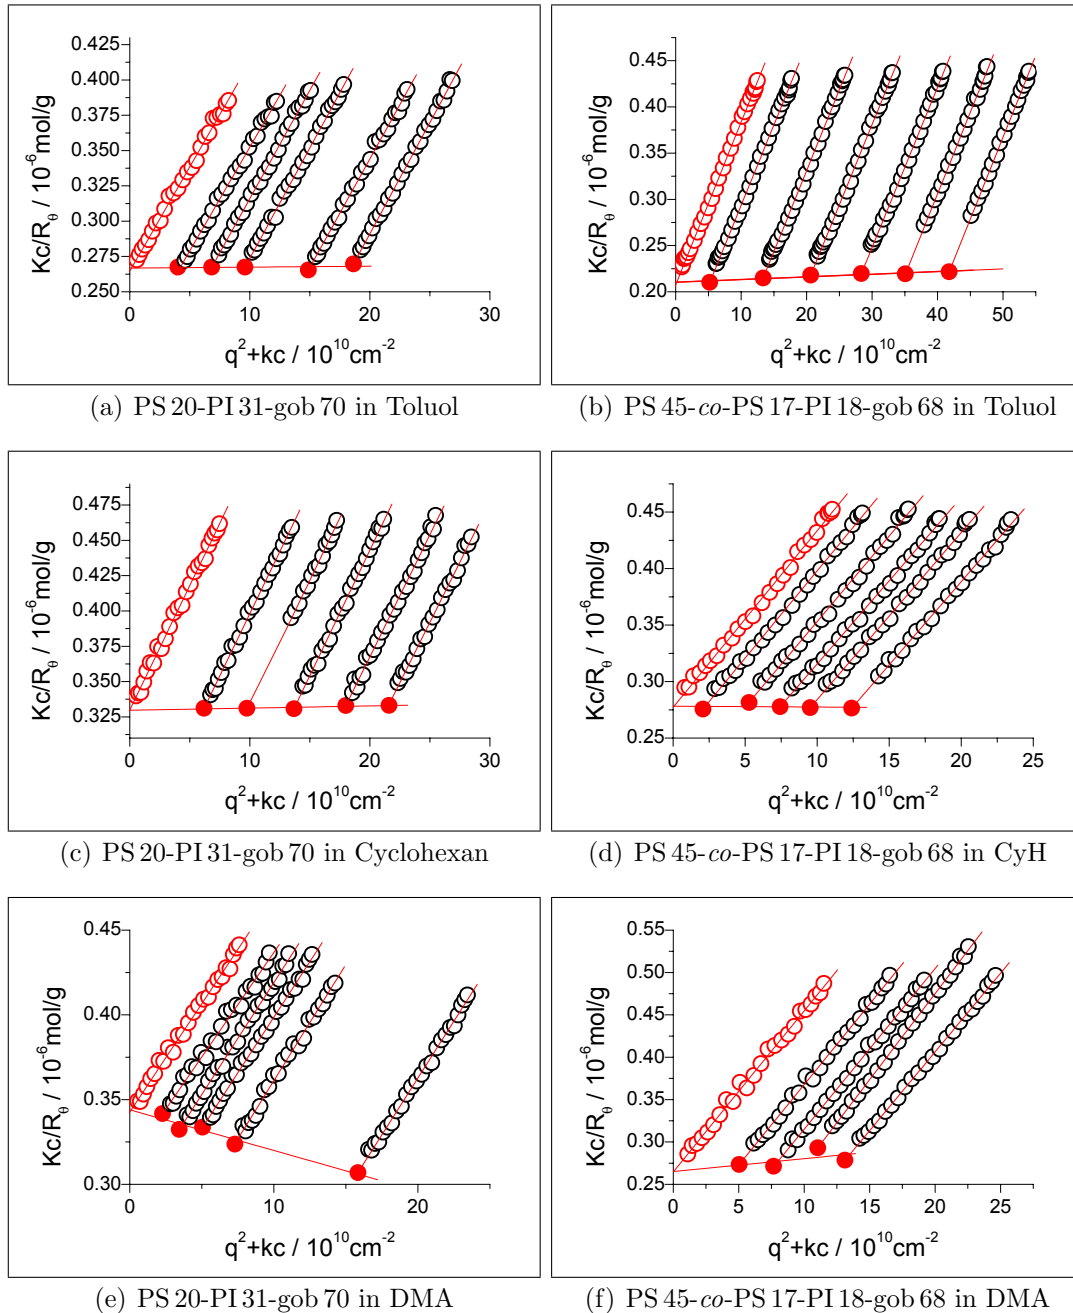 0.425
0.400
0.375
0.350
0.325
0.300
0.275
0.250
0 10 20 30
Kc/Rθ / 10⁻⁶mol/g
q²+kc / 10¹⁰cm⁻²
(a) PS 20-PI 31-gob 70 in Toluol
0.45
0.40
0.35
0.30
0.25
0.20
0 10 20 30 40 50
Kc/Rθ / 10⁻⁶mol/g
q²+kc / 10¹⁰cm⁻²
(b) PS 45-co-PS 17-PI 18-gob 68 in Toluol
0.475
0.450
0.425
0.400
0.375
0.350
0.325
0 10 20 30
Kc/Rθ / 10⁻⁶mol/g
q²+kc / 10¹⁰cm⁻²
(c) PS 20-PI 31-gob 70 in Cyclohexan
0.45
0.40
0.35
0.30
0.25
0 5 10 15 20 25
Kc/Rθ / 10⁻⁶mol/g
q²+kc / 10¹⁰cm⁻²
(d) PS 45-co-PS 17-PI 18-gob 68 in CyH
0.45
0.40
0.35
0.30
0 10 20
Kc/Rθ / 10⁻⁶mol/g
q²+kc / 10¹⁰cm⁻²
(e) PS 20-PI 31-gob 70 in DMA
0.55
0.50
0.45
0.40
0.35
0.30
0.25
0 5 10 15 20 25
Kc/Rθ / 10⁻⁶mol/g
q²+kc / 10¹⁰cm⁻²
(f) PS 45-co-PS 17-PI 18-gob 68 in DMA